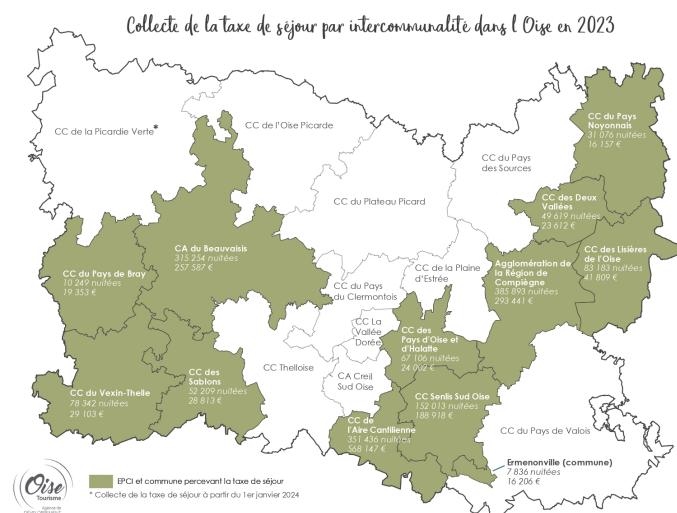 Collecte de la taxe de séjour par intercommunalité dans l Oise en 2023
CC de la Picardie Verte*
CC de l'Oise Picarde
CC du Pays
des Sources
CC du Pays
Noyonnais
31 076 nuitées
16 157 €
CC du Plateau Picard
CC des Deux
Vallées
49 619 nuitées
23 612 €
CA du Beauvaisis
315 254 nuitées
257 587 €
CC du Pays de Bray
10 249 nuitées
19 353 €
CC de la Plaine
d'Estrée
Agglomération de
la Région de
Compiègne
385 893 nuitées
293 441 €
CC des Lisières
de l'Oise
83 183 nuitées
41 809 €
CC du Pays
du Clermontois
CC La
Vallée
Dorée
CC des
Pays d'Oise et
d'Halatte
67 106 nuitées
24 002 €
CC Thelloise
CA Creil
Sud Oise
CC du Vexin-Thelle
78 342 nuitées
29 103 €
CC des
Sablons
52 209 nuitées
28 813 €
CC Senlis Sud Oise
152 013 nuitées
188 918 €
CC de
l'Aire Cantilienne
351 436 nuitées
568 147 €
CC du Pays de Valois
Ermenonville (commune)
7 836 nuitées
16 206 €
Oise
Tourisme
Agence de
EPCI et commune percevant la taxe de séjour
* Collecte de la taxe de séjour à partir du 1er janvier 2024